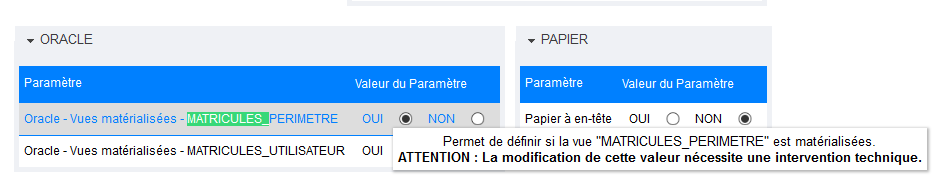 ORACLE
Paramètre Valeur du Paramètre
Oracle - Vues matérialisées - MATRICULES_PERIMETRE OUI NON
Oracle - Vues matérialisées - MATRICULES_UTILISATEUR OUI
PAPIER
Paramètre Valeur du Paramètre
Papier à en-tête OUI NON
Permet de définir si la vue "MATRICULES_PERIMETRE" est matérialisées.
ATTENTION : La modification de cette valeur nécessite une intervention technique.